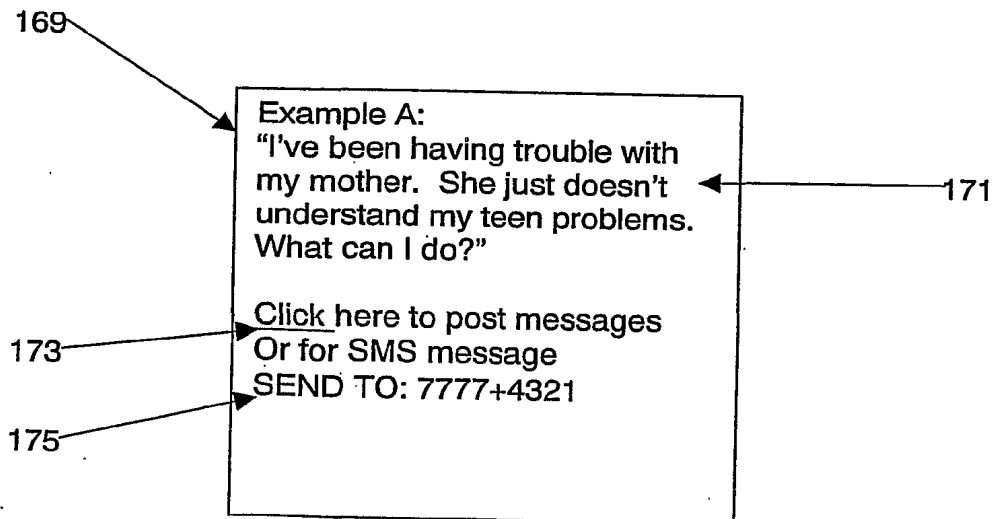 169
Example A:
“I've been having trouble with
my mother. She just doesn't
understand my teen problems.
What can I do?”
171
Click here to post messages
Or for SMS message
SEND TO: 7777+4321
173
175